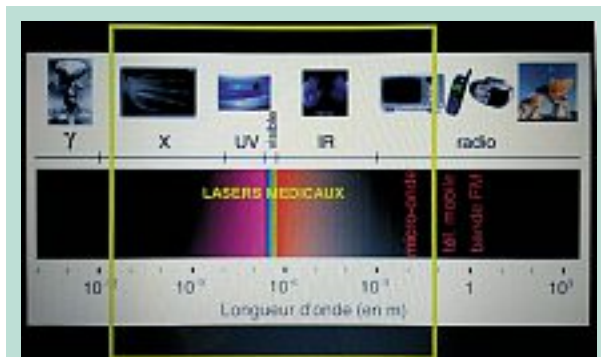 γ X UV visible IR radio
LASERS MEDICAUX
micro-onde
tél. mobile
bande FM
1
Longueur d'onde (en m)